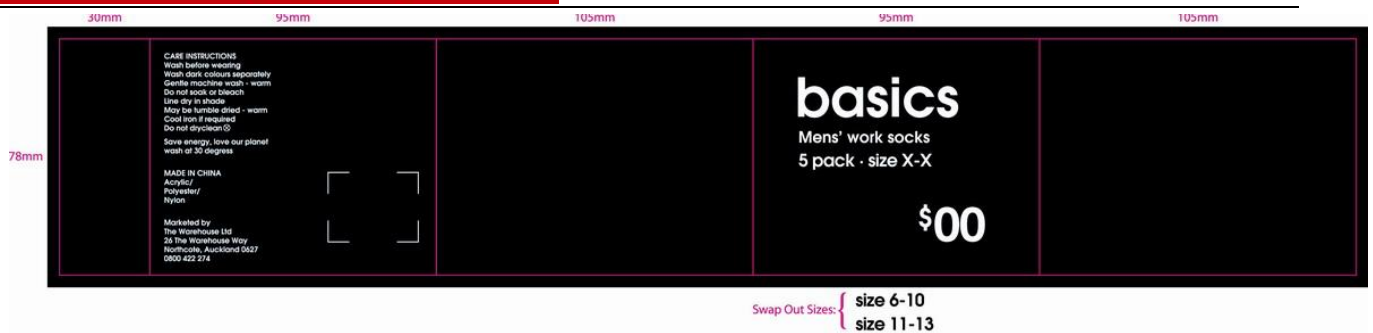 30mm 95mm 105mm 95mm 105mm
78mm
CARE INSTRUCTIONS
Wash before wearing
Wash dark colours separately
Gentle machine wash - warm
Do not soak or bleach
Line dry in shade
May be tumble dried - warm
Cool iron if required
Do not dryclean ⓧ
Save energy, love our planet
wash at 30 degress
MADE IN CHINA
Acrylic/
Polyester/
Nylon
Marketed by
The Warehouse Ltd
26 The Warehouse Way
Northcote, Auckland 0627
0800 422 274
basics
Mens' work socks
5 pack · size X-X
$00
Swap Out Sizes:
size 6-10
size 11-13